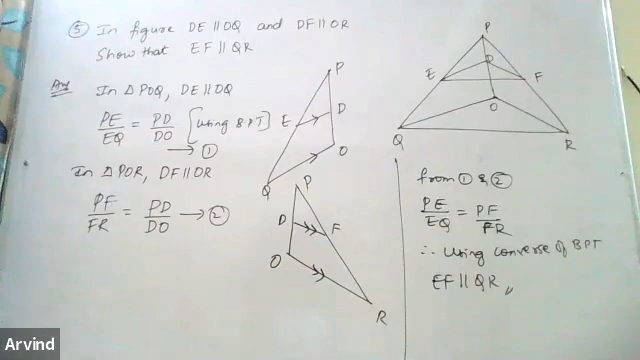 ⑤ In figure DE || OQ and DF || OR
Show that EF || QR
Ans In △POQ, DE || OQ
PE/EQ = PD/DO [Using BPT] → ①
In △POR, DF || OR
PF/FR = PD/DO → ②
P
E D
O
Q
P
D F
O
R
P
E D F
O
Q R
from ① & ②
PE/EQ = PF/FR
∴ Using converse of BPT
EF || QR
Arvind